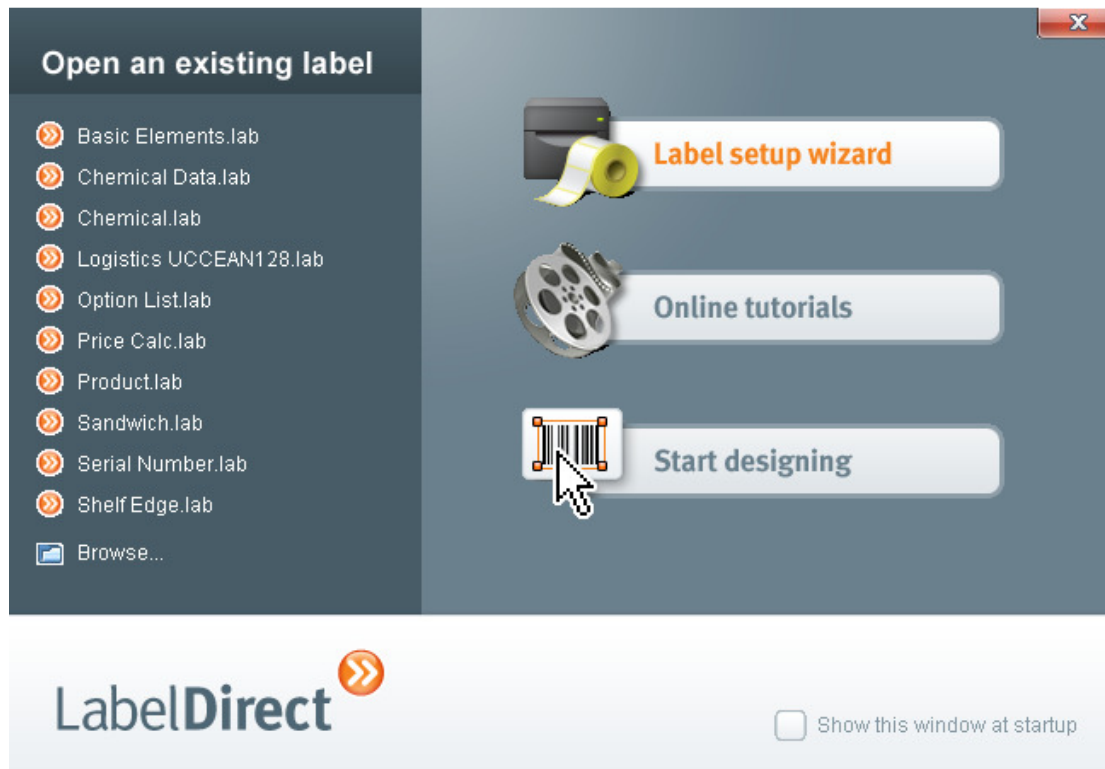 Open an existing label
Basic Elements.lab
Chemical Data.lab
Chemical.lab
Logistics UCCEAN128.lab
Option List.lab
Price Calc.lab
Product.lab
Sandwich.lab
Serial Number.lab
Shelf Edge.lab
Browse...
Label setup wizard
Online tutorials
Start designing
LabelDirect
Show this window at startup